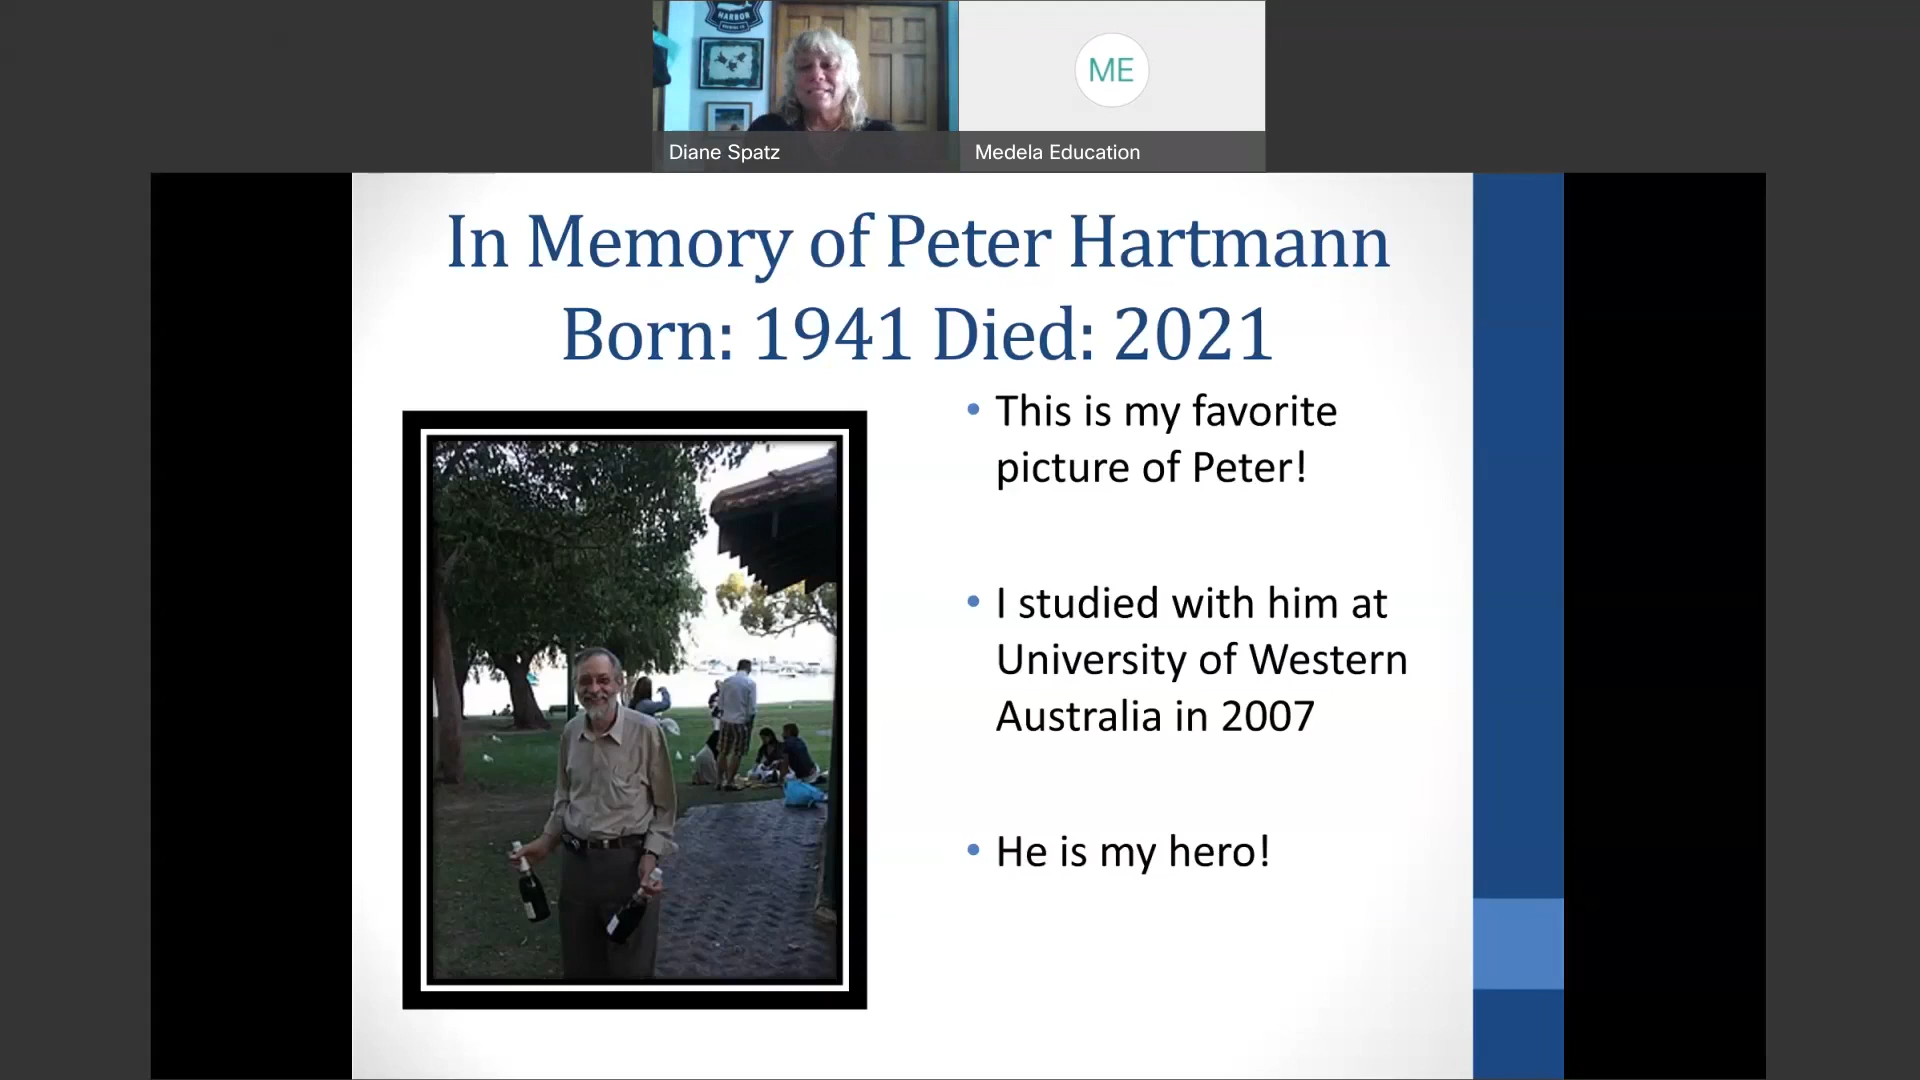 HARBOR
ME
Diane Spatz
Medela Education
In Memory of Peter Hartmann
Born: 1941 Died: 2021
• This is my favorite
picture of Peter!
• I studied with him at
University of Western
Australia in 2007
• He is my hero!